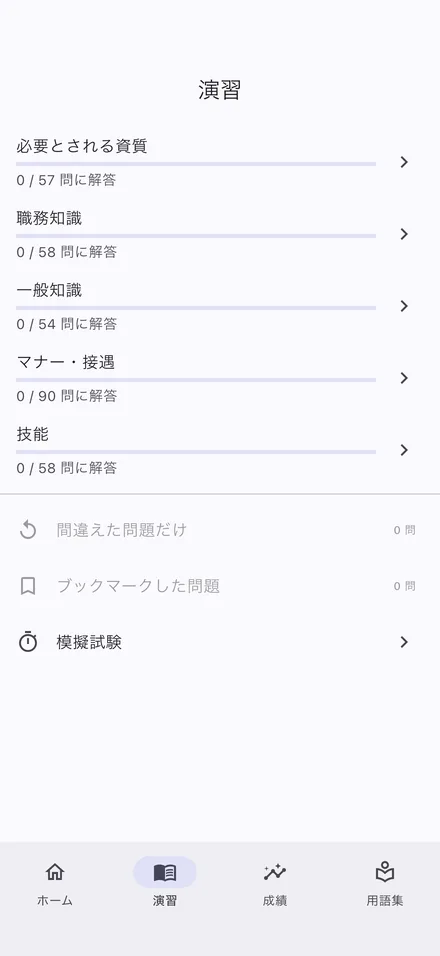 演習
必要とされる資質
0 / 57 問に解答
職務知識
0 / 58 問に解答
一般知識
0 / 54 問に解答
マナー・接遇
0 / 90 問に解答
技能
0 / 58 問に解答
間違えた問題だけ 0 問
ブックマークした問題 0 問
模擬試験
ホーム 演習 成績 用語集